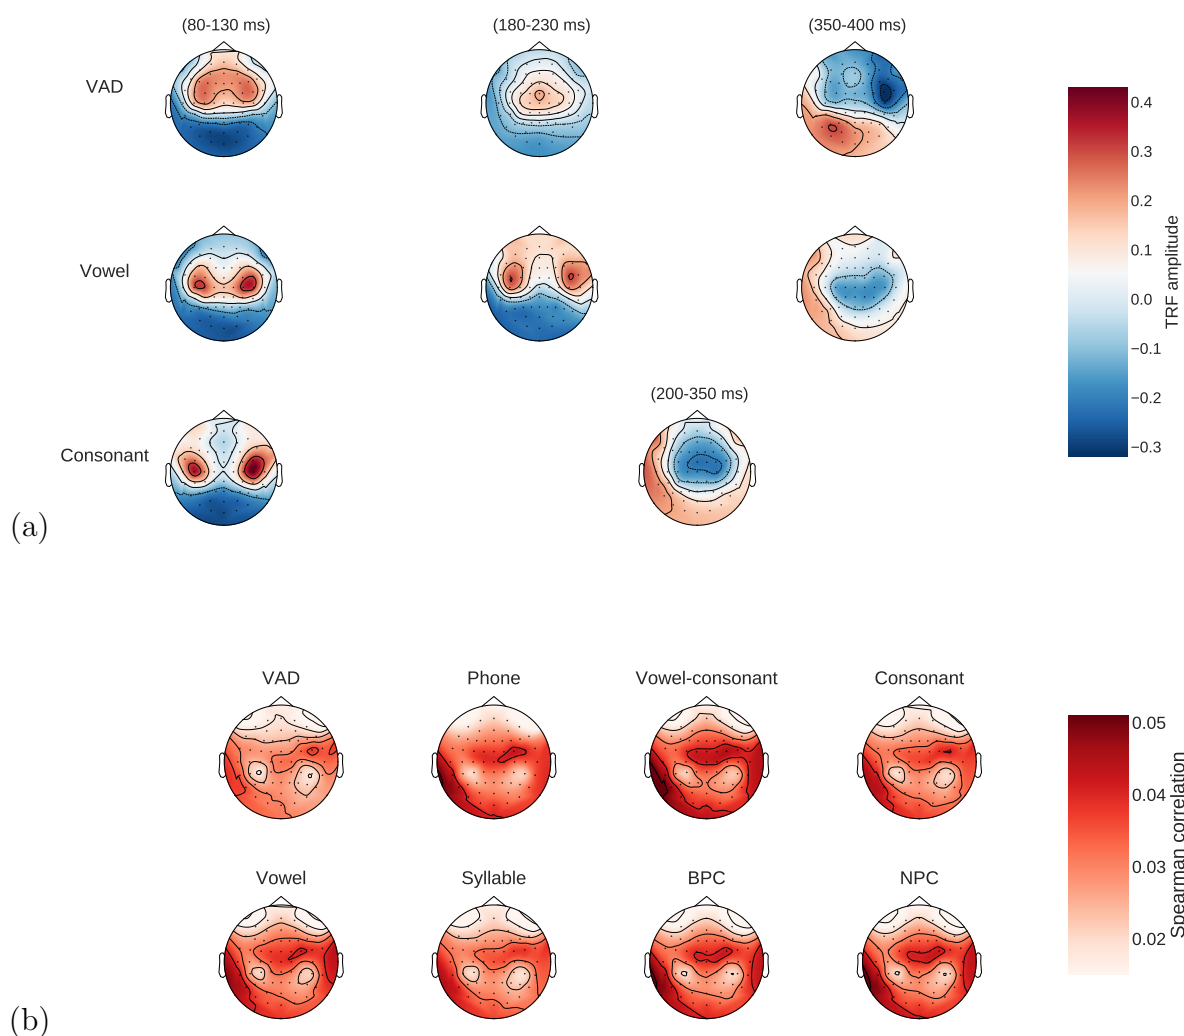 (80-130 ms) (180-230 ms) (350-400 ms)
VAD
0.4
0.3
0.2
0.1
0.0
−0.1
−0.2
−0.3
TRF amplitude
Vowel
(200-350 ms)
Consonant
(a)
VAD Phone Vowel-consonant Consonant
0.05
0.04
0.03
0.02
Spearman correlation
Vowel Syllable BPC NPC
(b)